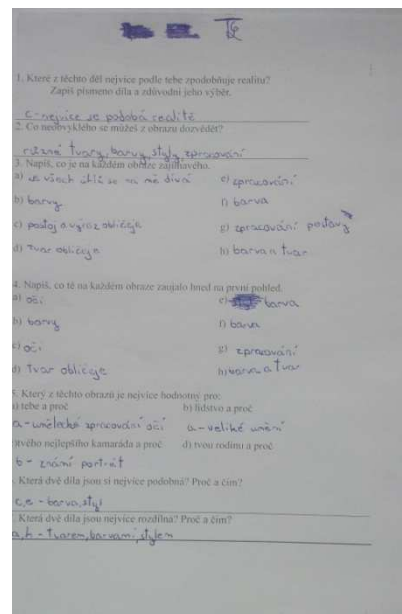 1. Které z těchto děl nejvíce podle tebe zpodobňuje realitu?
Zapiš písmeno díla a zdůvodni jeho výběr.
c - nejvíce se podobá realitě
2. Co neobvyklého se můžeš z obrazu dozvědět?
různé tvary, barvy, styly, zpracování
3. Napiš, co je na každém obraze zajímavého.
a) ze všech úhlů se na mě dívá e) zpracování
b) barvy f) barva
c) postoj a výraz obličeje g) zpracování postavy
d) tvar obličeje h) barva n tvar
4. Napiš, co tě na každém obraze zaujalo hned na první pohled.
a) oči e) barva
b) barvy f) barva
c) oči g) zpracování
d) Tvar obličeje h) barva a tvar
5. Který z těchto obrazů je nejvíce hodnotný pro:
) tebe a proč b) lidstvo a proč
a - umělecké zpracování očí a - veliké umění
tvého nejlepšího kamaráda a proč d) tvou rodinu a proč
b - známí portrét
. Která dvě díla jsou si nejvíce podobná? Proč a čím?
c, e - barva, styl
. Která dvě díla jsou nejvíce rozdílná? Proč a čím?
a, h - tvarem, barvami, stylem